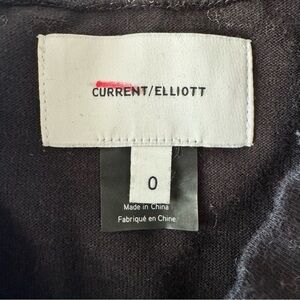 CURRENT/ELLIOTT
0
Made in China
Fabriqué en Chine